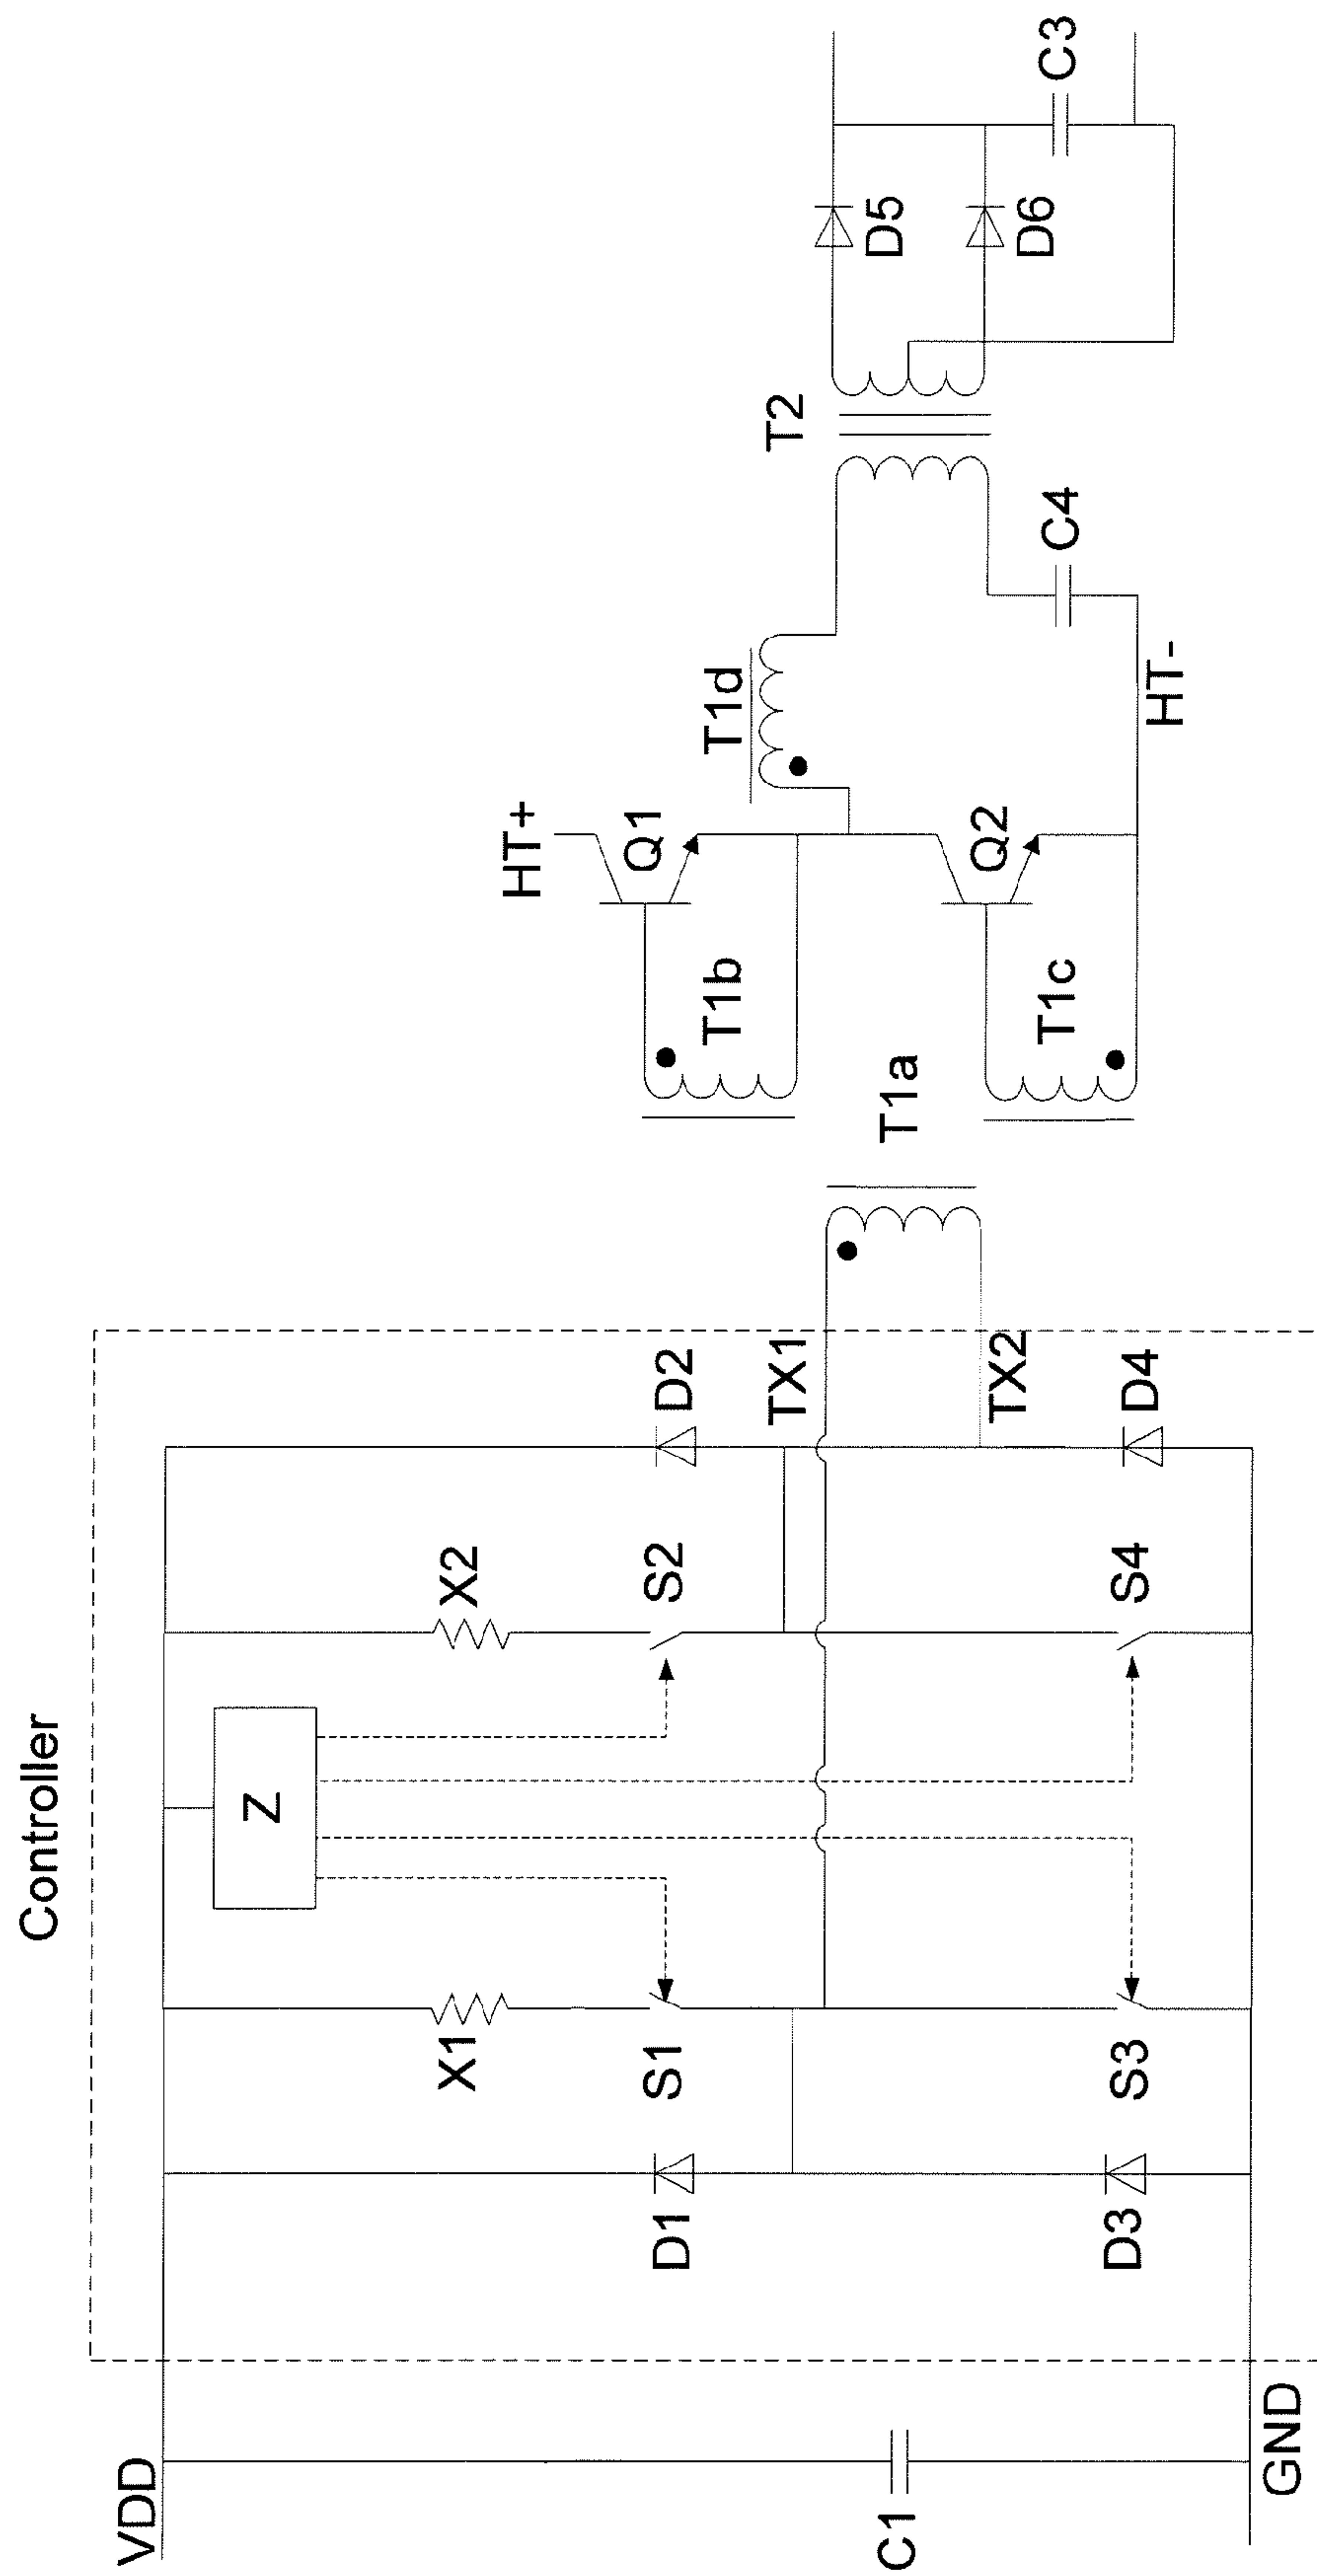 Controller
VDD
Z
X1
X2
D1
S1
S2
D2
TX1
TX2
C1
D3
S3
S4
D4
GND
T1a
T1b
T1c
HT+
Q1
Q2
T1d
HT-
C4
T2
D5
D6
C3